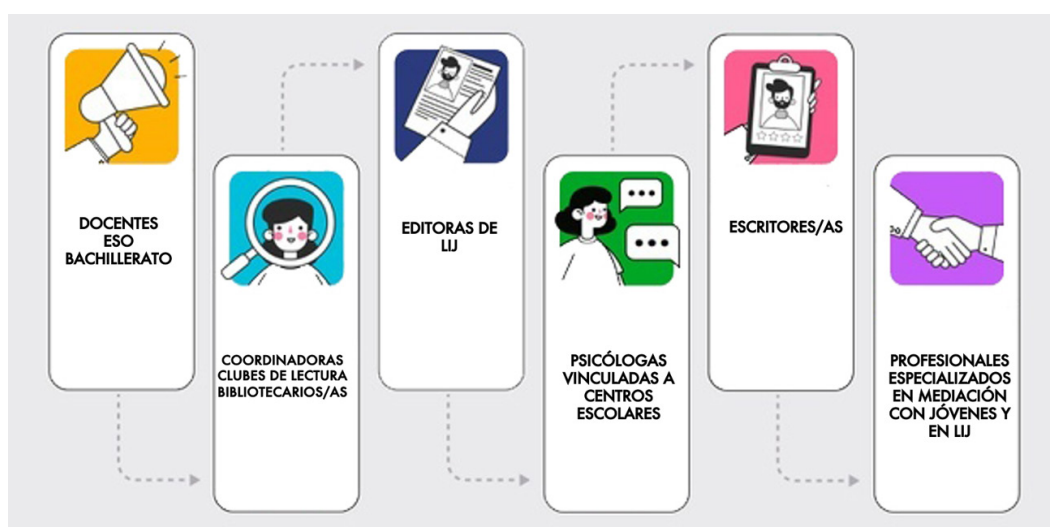 DOCENTES
ESO
BACHILLERATO
COORDINADORAS
CLUBES DE LECTURA
BIBLIOTECARIOS/AS
EDITORAS DE
LIJ
PSICÓLOGAS
VINCULADAS A
CENTROS
ESCOLARES
ESCRITORES/AS
PROFESIONALES
ESPECIALIZADOS
EN MEDIACIÓN
CON JÓVENES Y
EN LIJ